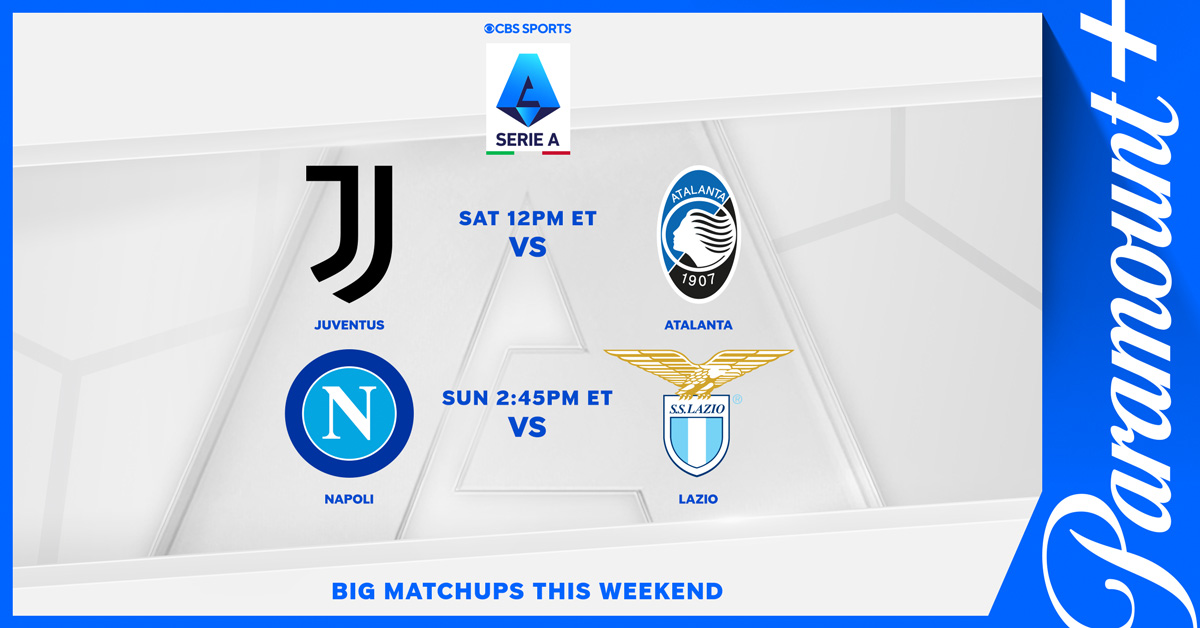 CBS SPORTS
SERIE A
SAT 12PM ET
VS
JUVENTUS
ATALANTA
1907
ATALANTA
SUN 2:45PM ET
VS
N
NAPOLI
S.S.LAZIO
®
LAZIO
BIG MATCHUPS THIS WEEKEND
Paramount+